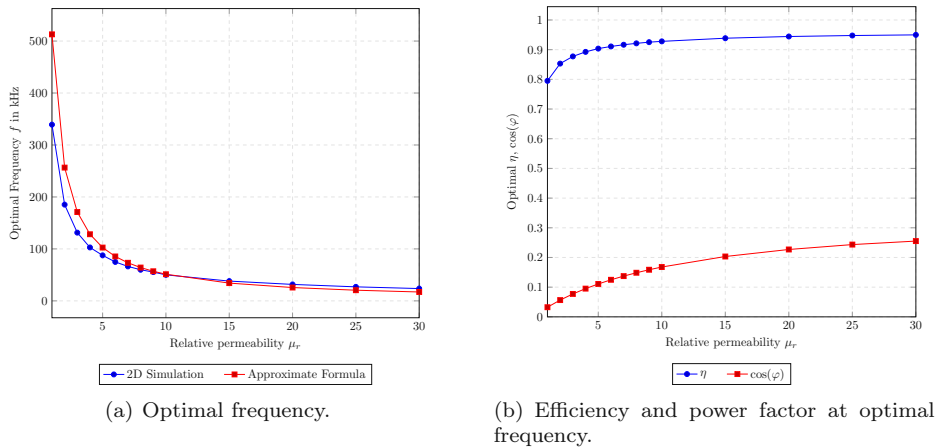 500
400
300
200
100
0
5
10
15
20
25
30
Optimal Frequency f in kHz
Relative permeability μr
2D Simulation
Approximate Formula
(a) Optimal frequency.
1
0.9
0.8
0.7
0.6
0.5
0.4
0.3
0.2
0.1
0
5
10
15
20
25
30
Optimal η, cos(φ)
Relative permeability μr
η
cos(φ)
(b) Efficiency and power factor at optimal
frequency.